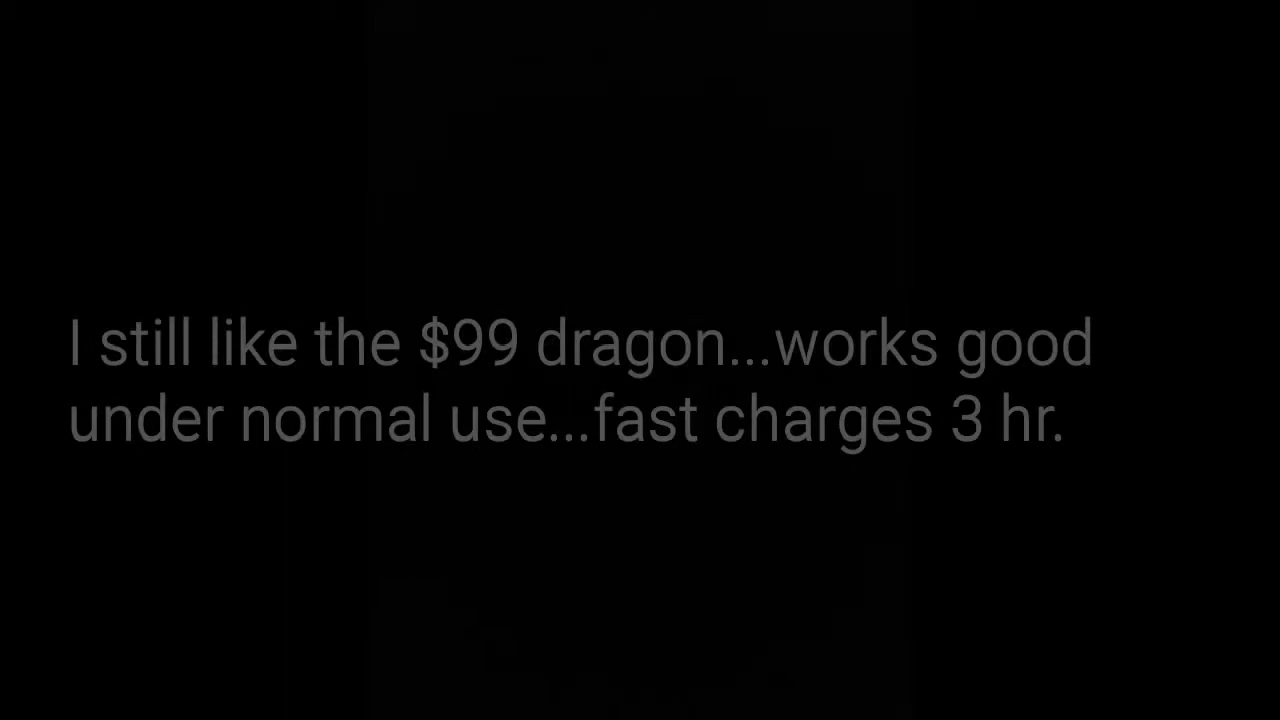 I still like the $99 dragon...works good
under normal use...fast charges 3 hr.